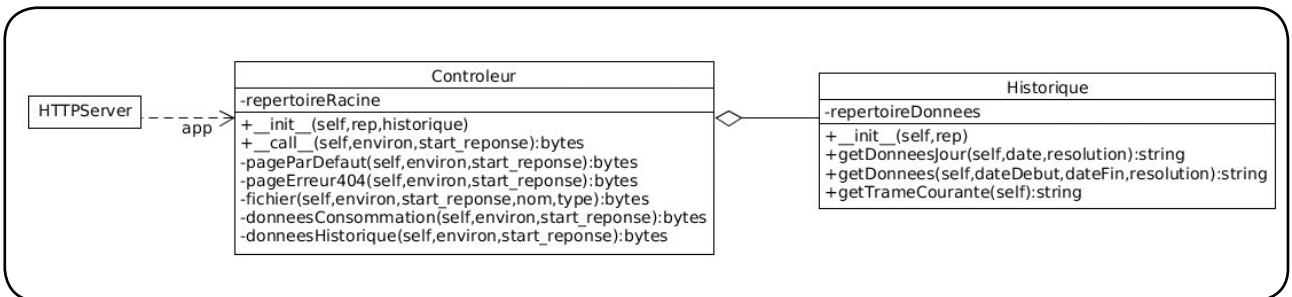 HTTPServer
app
Controleur
-repertoireRacine
+__init__(self,rep,historique)
+__call__(self,environ,start_reponse):bytes
-pageParDefaut(self,environ,start_reponse):bytes
-pageErreur404(self,environ,start_reponse):bytes
-fichier(self,environ,start_reponse,nom,type):bytes
-donneesConsommation(self,environ,start_reponse):bytes
-donneesHistorique(self,environ,start_reponse):bytes
Historique
-repertoireDonnees
+__init__(self,rep)
+getDonneesJour(self,date,resolution):string
+getDonnees(self,dateDebut,dateFin,resolution):string
+getTrameCourante(self):string